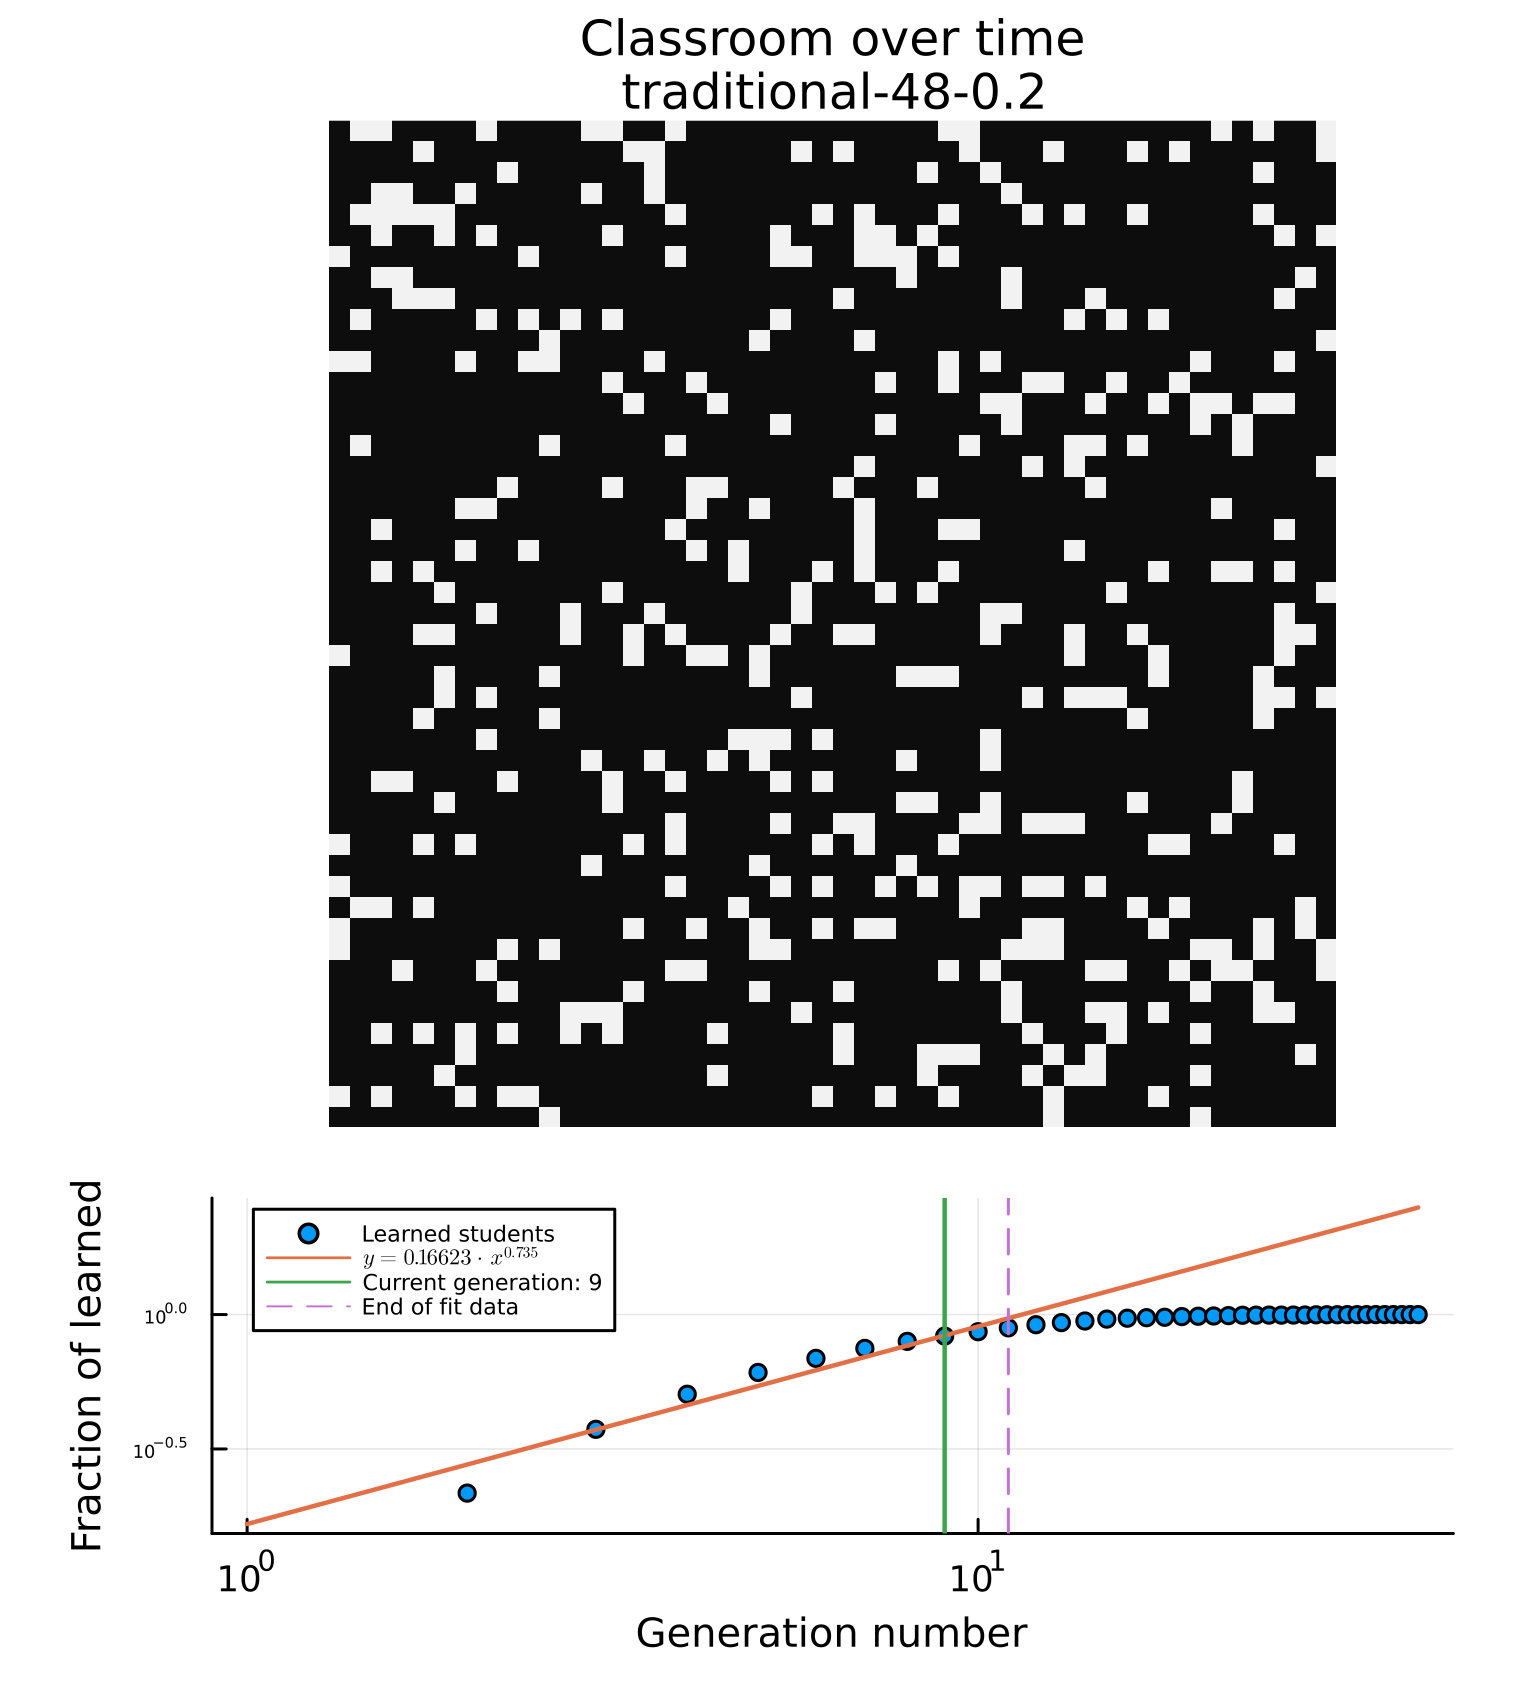 Classroom over time
traditional-48-0.2
Fraction of learned
Learned students
y = 0.16623 · x^0.735
Current generation: 9
End of fit data
10^0.0
10^−0.5
10^0
10^1
Generation number